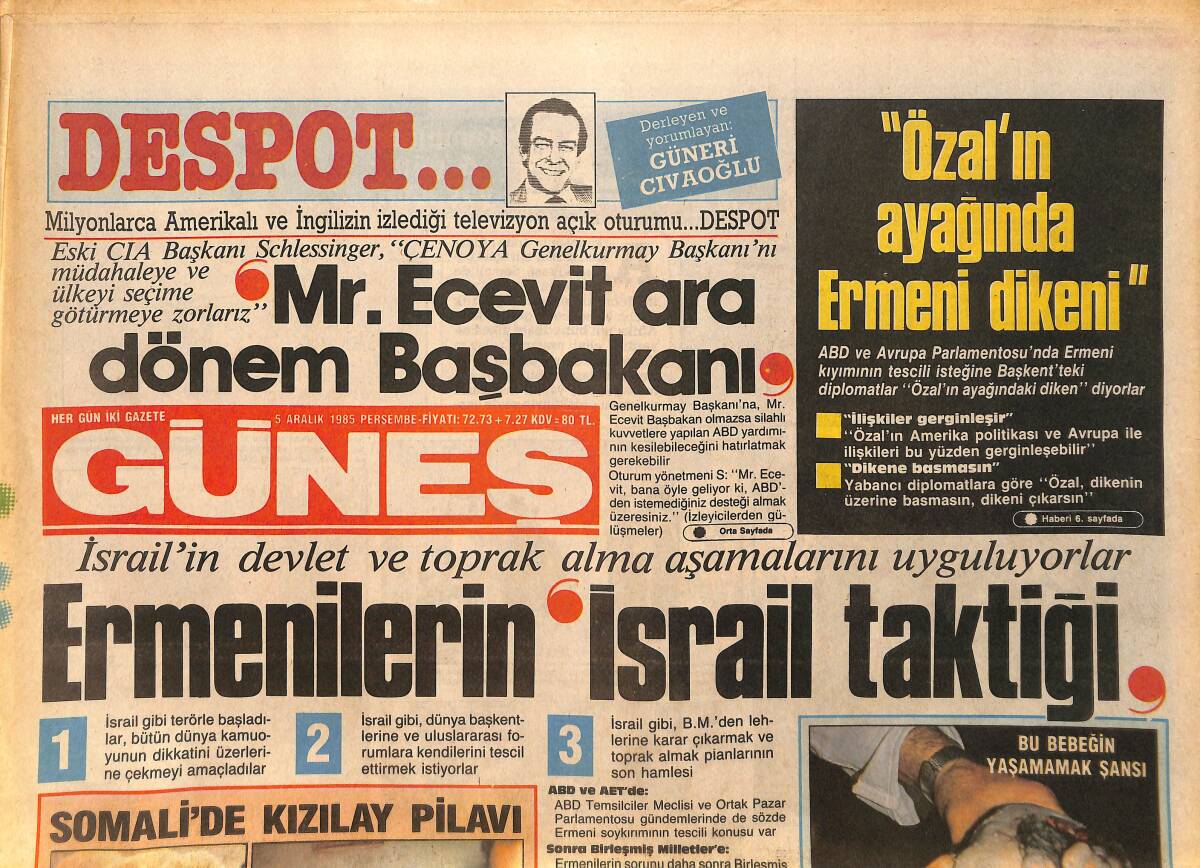 DESPOT...
Derleyen ve
yorumlayan:
GÜNERİ
CIVAOĞLU
Milyonlarca Amerikalı ve İngilizin izlediği televizyon açık oturumu...DESPOT
Eski CIA Başkanı Schlessinger, "ÇENOYA Genelkurmay Başkanı'nı
müdahaleye ve
ülkeyi seçime
götürmeye zorlarız"
'Mr. Ecevit ara
dönem Başbakanı,
Genelkurmay Başkanı'na, Mr.
Ecevit Başbakan olmazsa silahlı
kuvvetlere yapılan ABD yardımı-
nın kesilebileceğini hatırlatmak
gerekebilir
Oturum yönetmeni S: "Mr. Ece-
vit, bana öyle geliyor ki, ABD'-
den istemediğiniz desteği almak
üzeresiniz." (İzleyicilerden gü-
lüşmeler)
Orta Sayfada
"Özal'ın
ayağında
Ermeni dikeni"
ABD ve Avrupa Parlamentosu'nda Ermeni
kıyımının tescili isteğine Başkent'teki
diplomatlar "Özal'ın ayağındaki diken" diyorlar
"İlişkiler gerginleşir"
"Özal'ın Amerika politikası ve Avrupa ile
ilişkileri bu yüzden gerginleşebilir"
"Dikene basmasın"
Yabancı diplomatlara göre "Özal, dikenin
üzerine basmasın, dikeni çıkarsın"
Haberi 6. sayfada
HER GÜN İKİ GAZETE
5 ARALIK 1985 PERŞEMBE-FİYATI: 72.73 + 7.27 KDV = 80 TL.
GÜNEŞ
İsrail'in devlet ve toprak alma aşamalarını uyguluyorlar
Ermenilerin 'İsrail taktiği,
1
İsrail gibi terörle başladı-
lar, bütün dünya kamuo-
yunun dikkatini üzerleri-
ne çekmeyi amaçladılar
2
İsrail gibi, dünya başkent-
lerine ve uluslararası fo-
rumlara kendilerini tescil
ettirmek istiyorlar
3
İsrail gibi, B.M.'den leh-
lerine karar çıkarmak ve
toprak almak pianlarının
son hamlesi
ABD ve AET'de:
ABD Temsilciler Meclisi ve Ortak Pazar
Parlamentosu gündemlerinde de sözde
Ermeni soykırımının tescili konusu var
Sonra Birleşmiş Milletler'e:
Ermenilerin sorunu daha sonra Birleşmiş
SOMALİ'DE KIZILAY PİLAVI
BU BEBEĞİN
YAŞAMAMAK ŞANSI